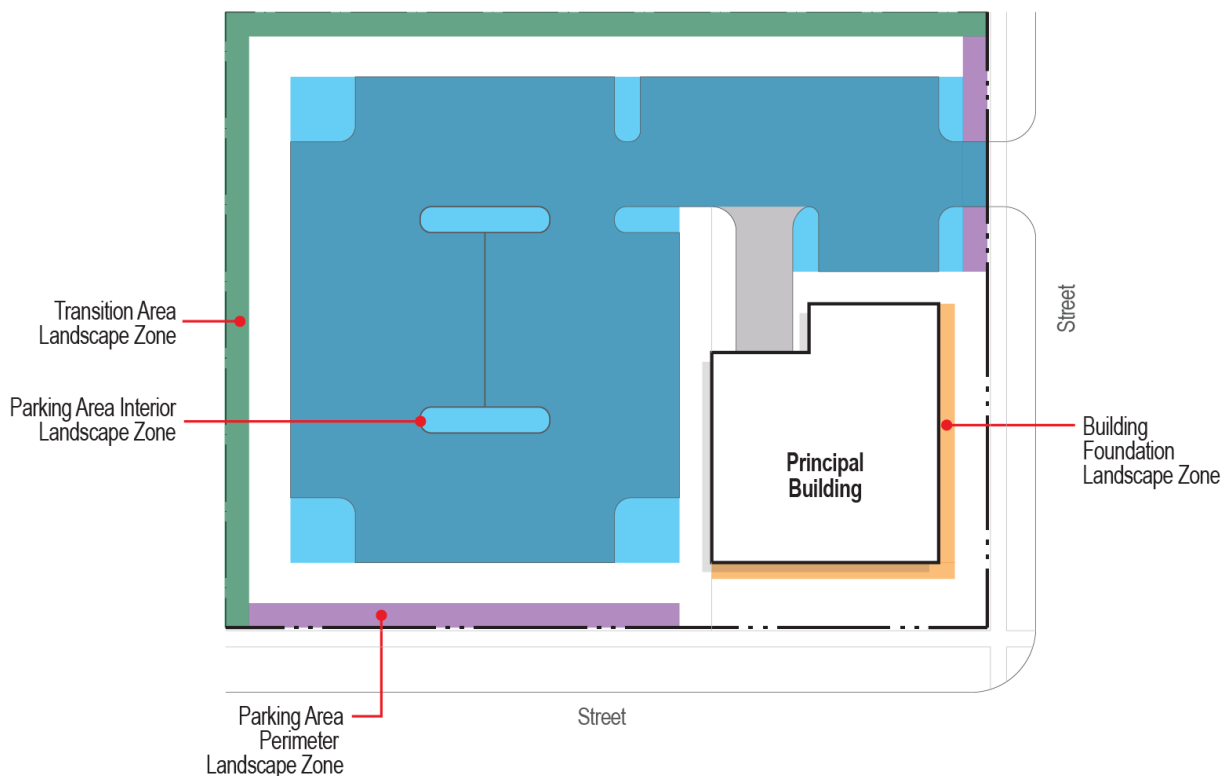 Transition Area
Landscape Zone
Parking Area Interior
Landscape Zone
Principal
Building
Building
Foundation
Landscape Zone
Street
Street
Parking Area
Perimeter
Landscape Zone